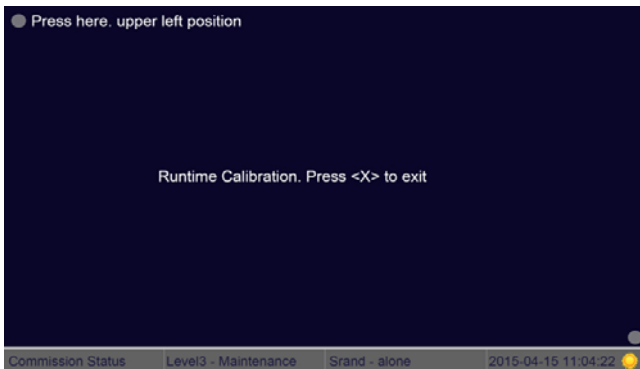 Press here. upper left position
Runtime Calibration. Press <X> to exit
Commission Status Level3 - Maintenance Srand - alone 2015-04-15 11:04:22